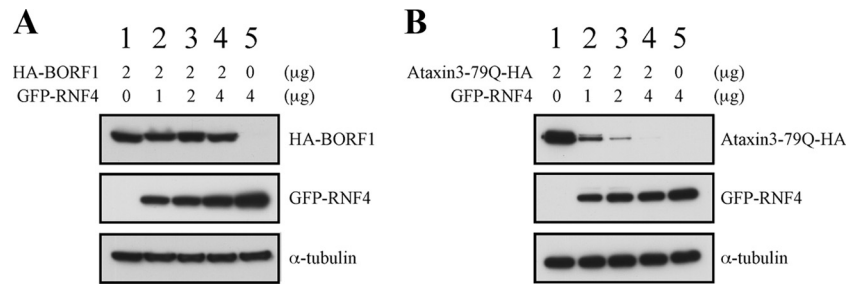 A
1 2 3 4 5
HA-BORF1 2 2 2 2 0 (μg)
GFP-RNF4 0 1 2 4 4 (μg)
HA-BORF1
GFP-RNF4
α-tubulin
B
1 2 3 4 5
Ataxin3-79Q-HA 2 2 2 2 0 (μg)
GFP-RNF4 0 1 2 4 4 (μg)
Ataxin3-79Q-HA
GFP-RNF4
α-tubulin